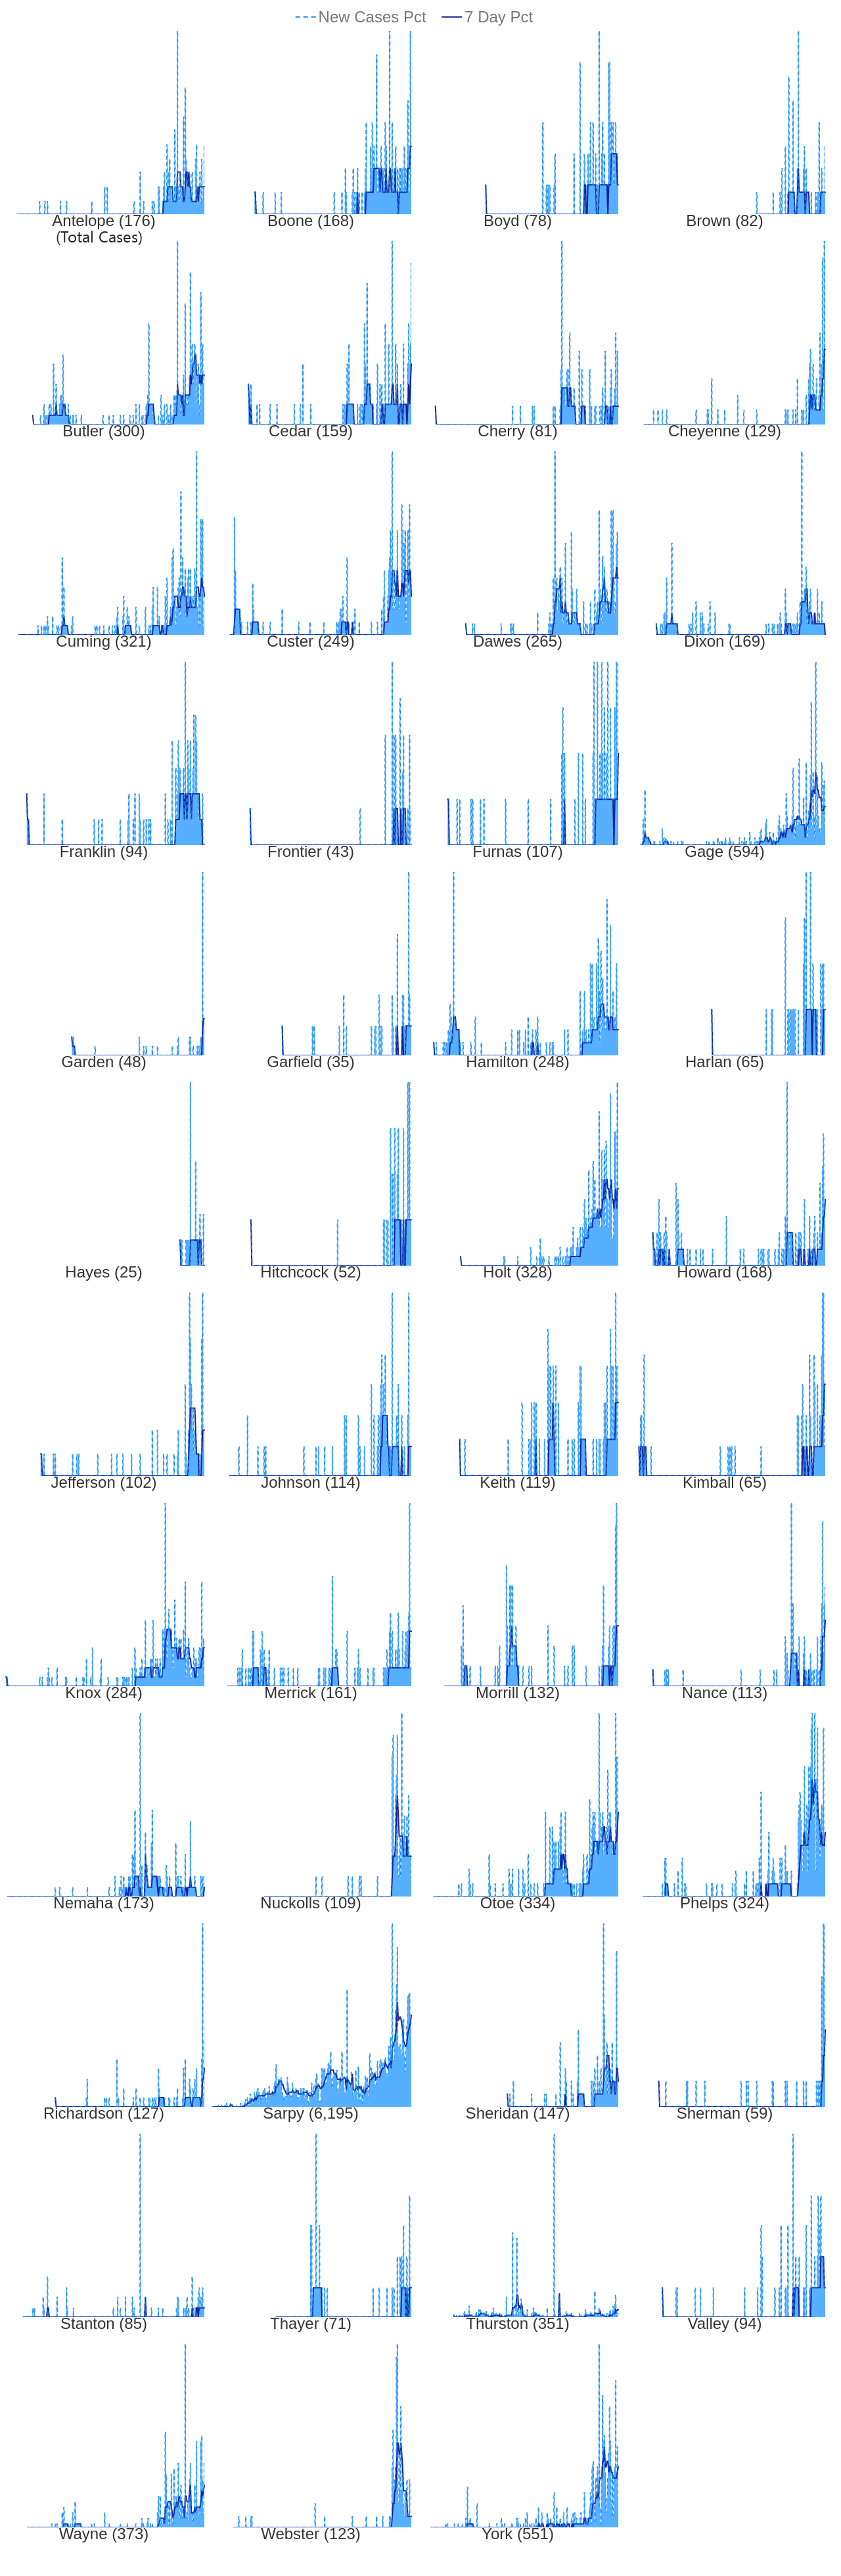 New Cases Pct 7 Day Pct
Antelope (176) Boone (168) Boyd (78) Brown (82)
(Total Cases)
Butler (300) Cedar (159) Cherry (81) Cheyenne (129)
Cuming (321) Custer (249) Dawes (265) Dixon (169)
Franklin (94) Frontier (43) Furnas (107) Gage (594)
Garden (48) Garfield (35) Hamilton (248) Harlan (65)
Hayes (25) Hitchcock (52) Holt (328) Howard (168)
Jefferson (102) Johnson (114) Keith (119) Kimball (65)
Knox (284) Merrick (161) Morrill (132) Nance (113)
Nemaha (173) Nuckolls (109) Otoe (334) Phelps (324)
Richardson (127) Sarpy (6,195) Sheridan (147) Sherman (59)
Stanton (85) Thayer (71) Thurston (351) Valley (94)
Wayne (373) Webster (123) York (551)